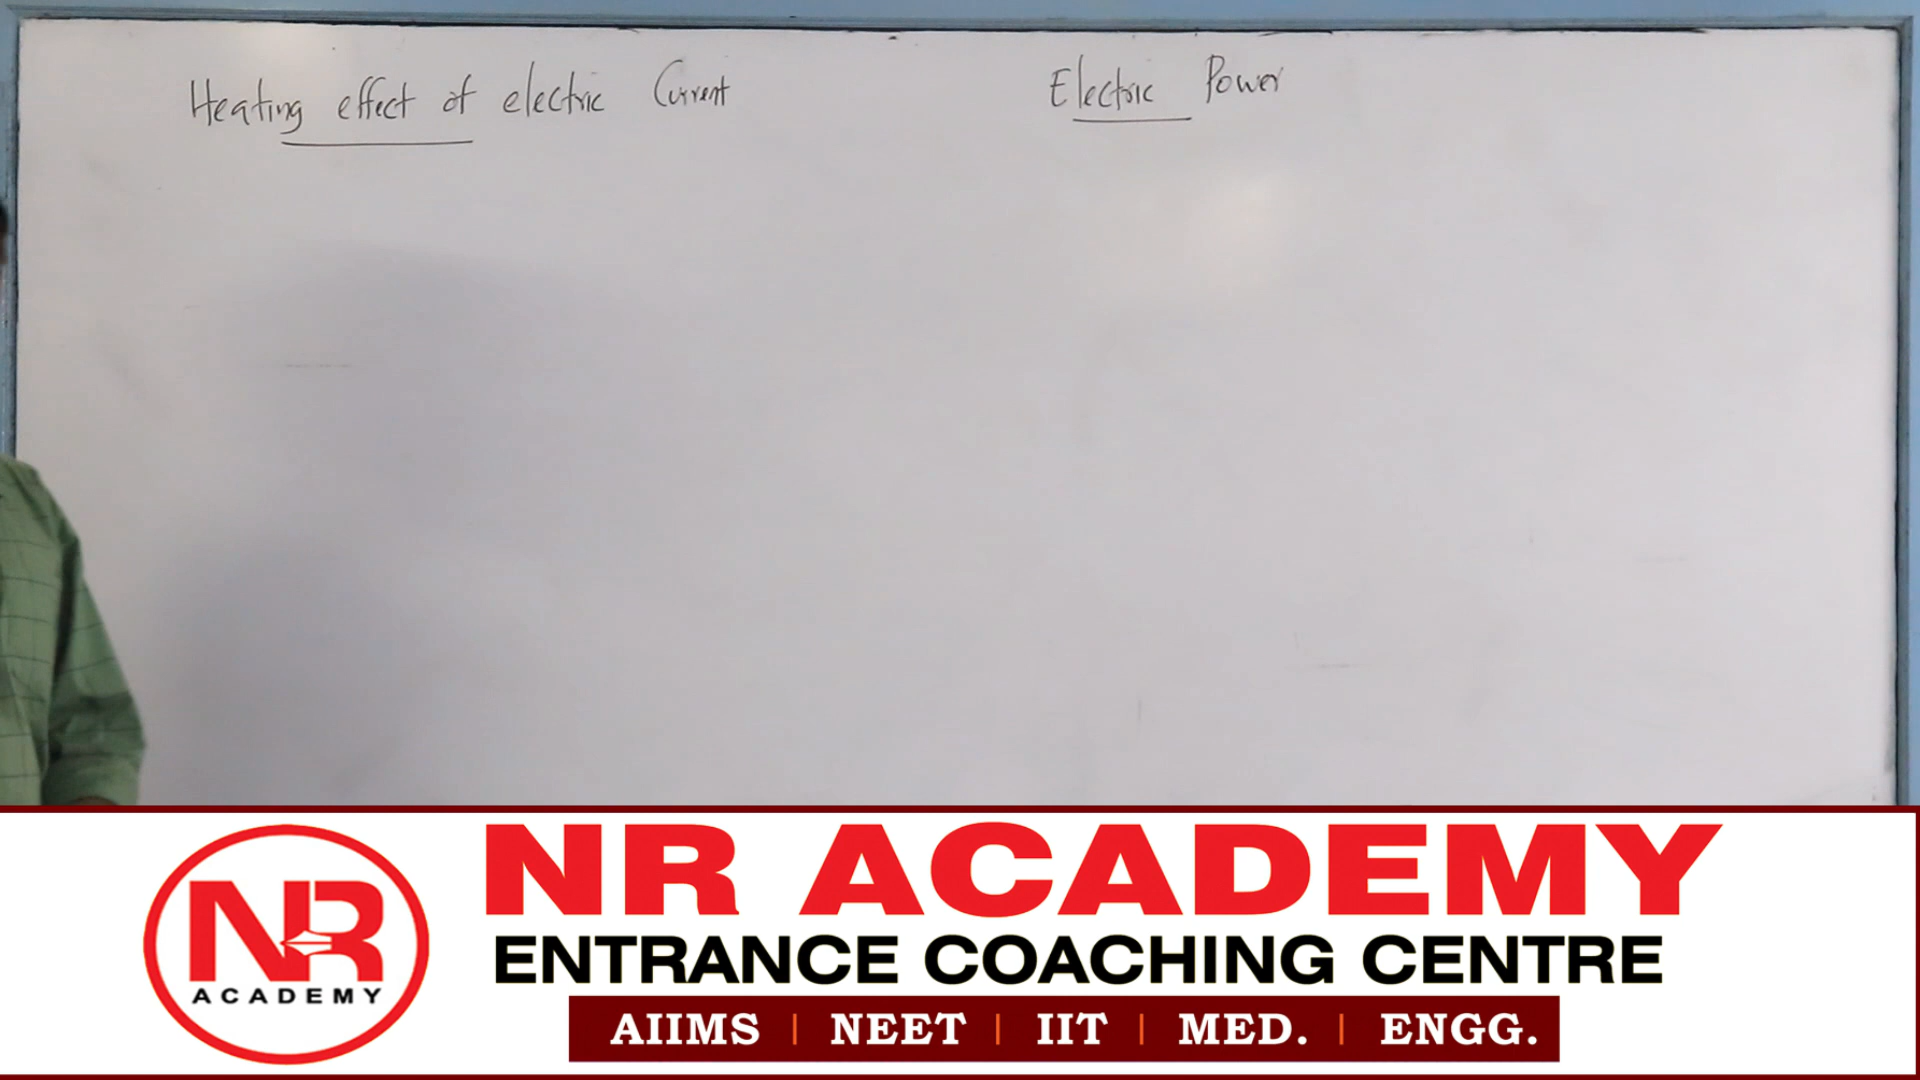 Heating effect of electric Current
Electric Power
NR
ACADEMY
NR ACADEMY
ENTRANCE COACHING CENTRE
AIIMS | NEET | IIT | MED. | ENGG.